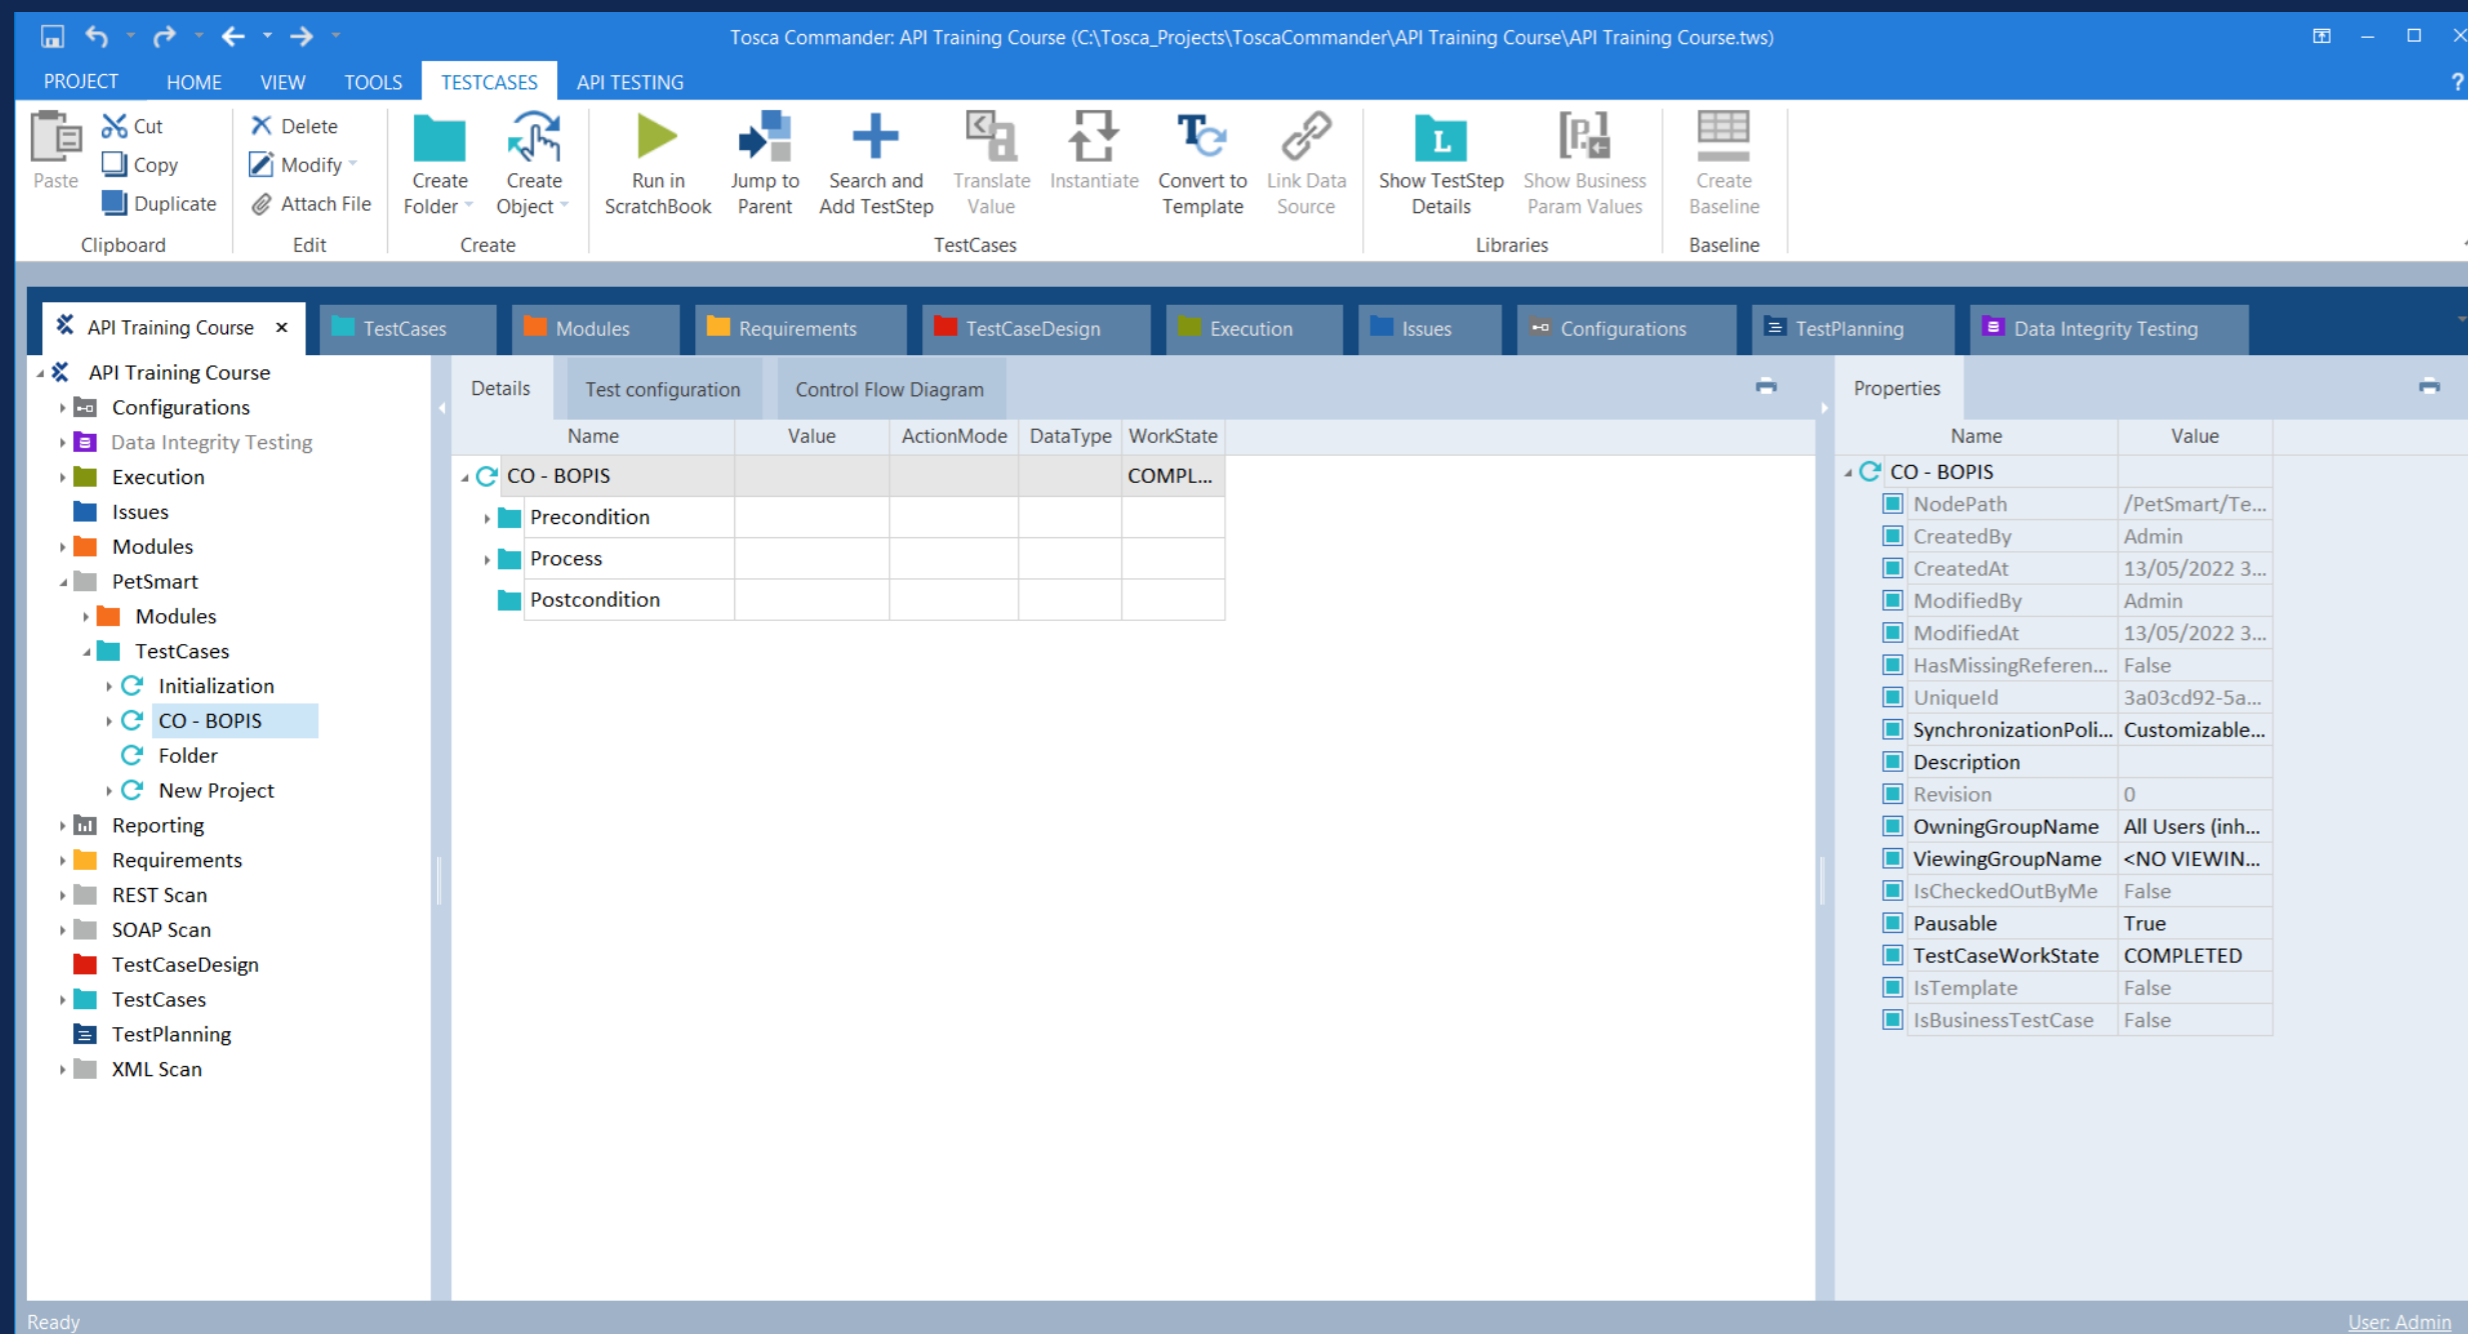 Tosca Commander: API Training Course (C:\Tosca_Projects\ToscaCommander\API Training Course\API Training Course.tws)
PROJECT HOME VIEW TOOLS TESTCASES API TESTING ?
Paste
Cut
Copy
Duplicate
Clipboard
Delete
Modify
Attach File
Edit
Create Folder
Create Object
Create
Run in ScratchBook
Jump to Parent
Search and Add TestStep
Translate Value
Instantiate
Convert to Template
Link Data Source
TestCases
Show TestStep Details
Show Business Param Values
Libraries
Create Baseline
Baseline
API Training Course × TestCases Modules Requirements TestCaseDesign Execution Issues Configurations TestPlanning Data Integrity Testing
API Training Course
Configurations
Data Integrity Testing
Execution
Issues
Modules
PetSmart
Modules
TestCases
Initialization
CO - BOPIS
Folder
New Project
Reporting
Requirements
REST Scan
SOAP Scan
TestCaseDesign
TestCases
TestPlanning
XML Scan
Details Test configuration Control Flow Diagram
Name Value ActionMode DataType WorkState
CO - BOPIS COMPL...
Precondition
Process
Postcondition
Properties
Name Value
CO - BOPIS
NodePath /PetSmart/Te...
CreatedBy Admin
CreatedAt 13/05/2022 3...
ModifiedBy Admin
ModifiedAt 13/05/2022 3...
HasMissingReferen... False
UniqueId 3a03cd92-5a...
SynchronizationPoli... Customizable...
Description
Revision 0
OwningGroupName All Users (inh...
ViewingGroupName <NO VIEWIN...
IsCheckedOutByMe False
Pausable True
TestCaseWorkState COMPLETED
IsTemplate False
IsBusinessTestCase False
Ready
User: Admin